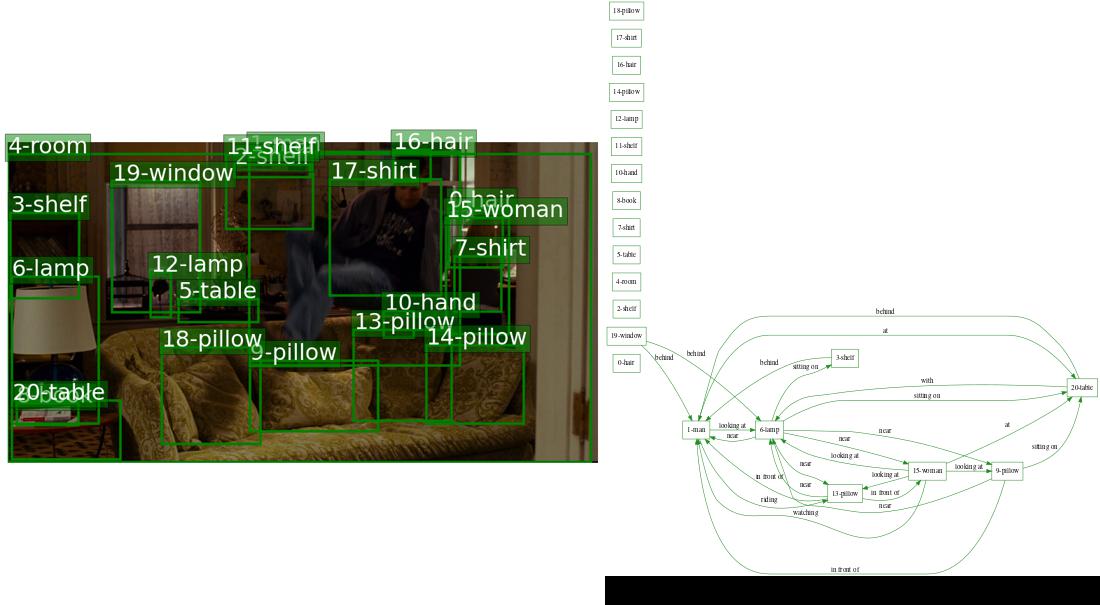 4-room
11-shelf
2-shelf
16-hair
19-window
17-shirt
3-shelf
0-hair
15-woman
7-shirt
6-lamp
12-lamp
5-table
10-hand
13-pillow
18-pillow
14-pillow
9-pillow
20-table
8-book
18-pillow
17-shirt
16-hair
14-pillow
12-lamp
11-shelf
10-hand
8-book
7-shirt
5-table
4-room
2-shelf
19-window
0-hair
behind
at
behind
behind
behind
3-shelf
sitting on
with
20-table
sitting on
1-man
looking at
near
6-lamp
near
at
near
looking at
sitting on
near
in front of
looking at
15-woman
looking at
9-pillow
near
13-pillow
in front of
riding
near
watching
in front of